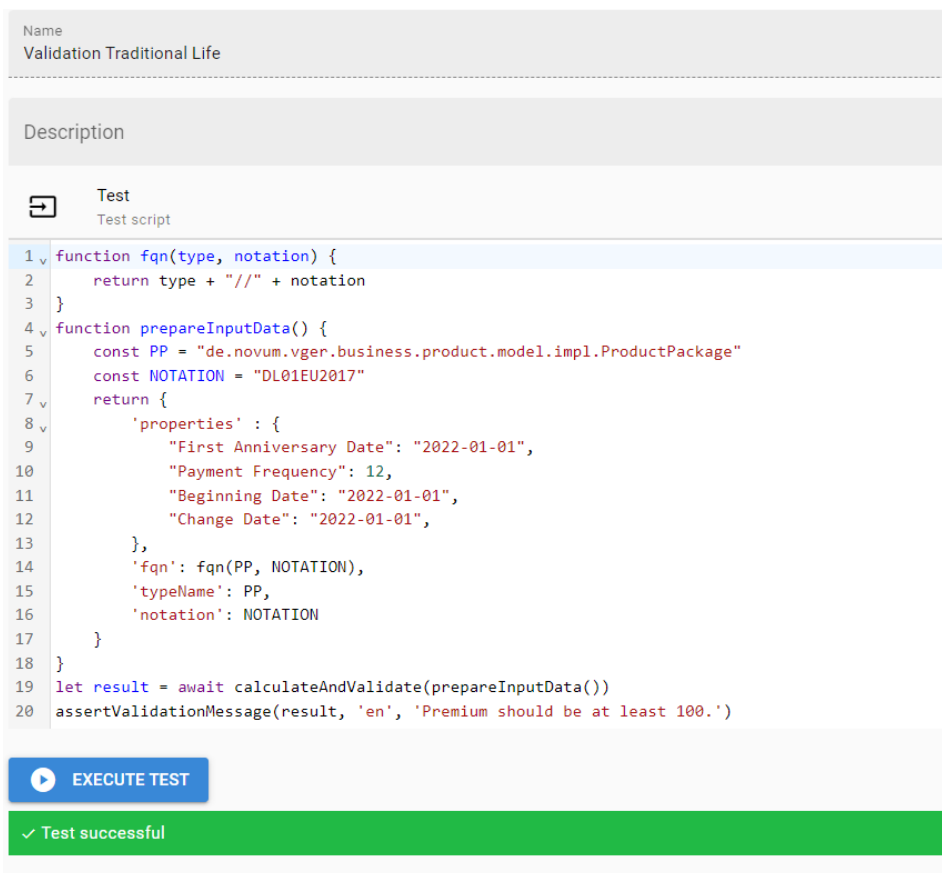 Name
Validation Traditional Life
Description
Test
Test script
1 function fqn(type, notation) {
2     return type + "//" + notation
3 }
4 function prepareInputData() {
5     const PP = "de.novum.vger.business.product.model.impl.ProductPackage"
6     const NOTATION = "DL01EU2017"
7     return {
8         'properties' : {
9             "First Anniversary Date": "2022-01-01",
10             "Payment Frequency": 12,
11             "Beginning Date": "2022-01-01",
12             "Change Date": "2022-01-01",
13         },
14         'fqn': fqn(PP, NOTATION),
15         'typeName': PP,
16         'notation': NOTATION
17     }
18 }
19 let result = await calculateAndValidate(prepareInputData())
20 assertValidationMessage(result, 'en', 'Premium should be at least 100.')
EXECUTE TEST
✓ Test successful